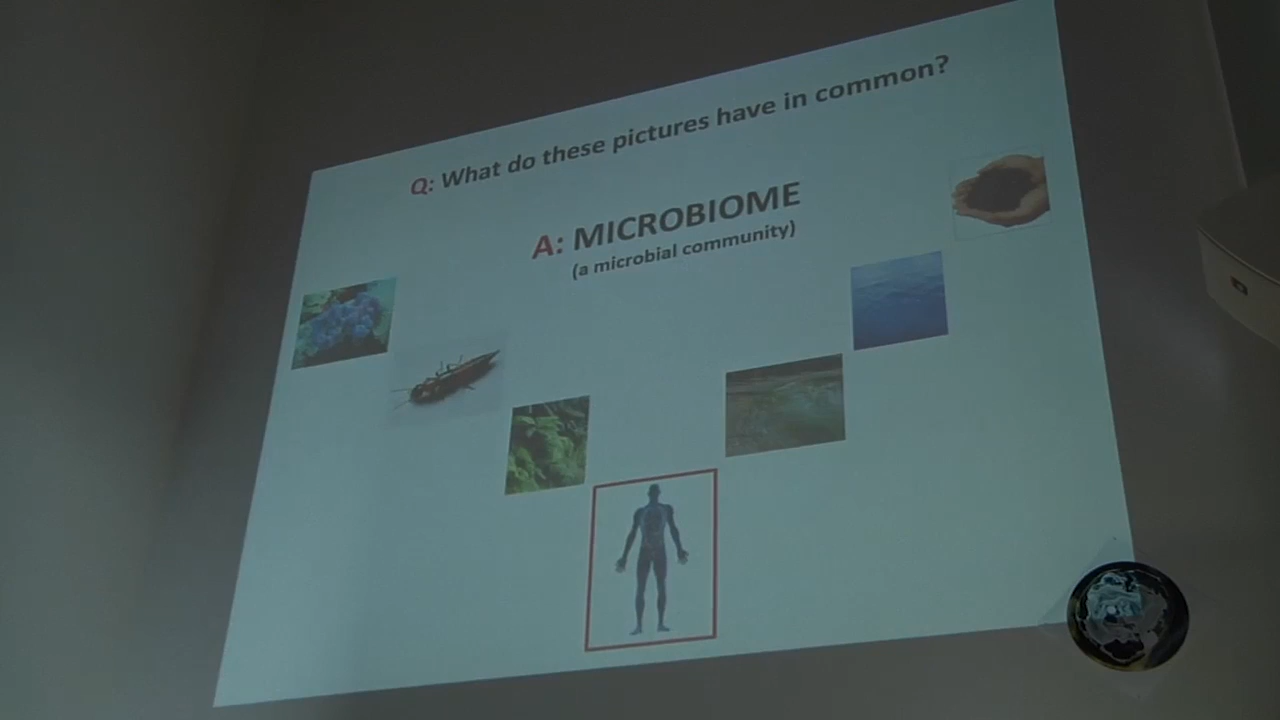 Q: What do these pictures have in common?
A: MICROBIOME
(a microbial community)